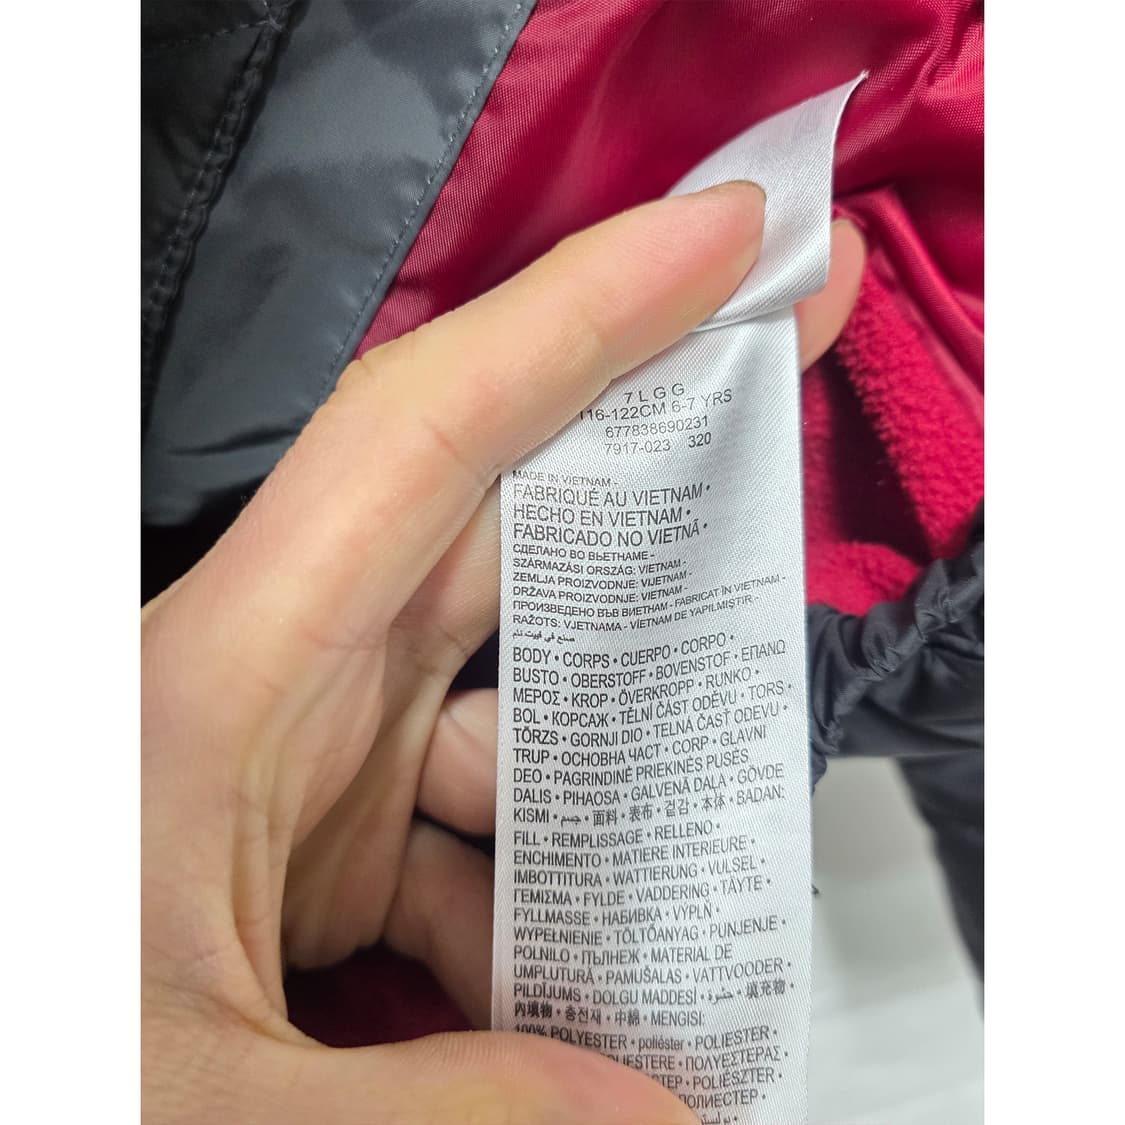 7 L G G
116-122CM 6-7 YRS
677838690231
7917-023 320
MADE IN VIETNAM -
FABRIQUÉ AU VIETNAM •
HECHO EN VIETNAM •
FABRICADO NO VIETNÃ •
СДЕЛАНО ВО ВЬЕТНАМЕ -
SZÁRMAZÁSI ORSZÁG: VIETNAM -
ZEMLJA PROIZVODNJE: VIJETNAM -
DRŽAVA PROIZVODNJE: VIETNAM -
ПРОИЗВЕДЕНО ВЪВ ВИЕТНАМ - FABRICAT ÎN VIETNAM -
RAŽOTS: VJETNAMA - VİETNAM DE YAPILMIŞTIR -
صنع في فييت نام
BODY • CORPS • CUERPO • CORPO •
BUSTO • OBERSTOFF • BOVENSTOF • ΕΠΑΝΩ
ΜΕΡΟΣ • KROP • ÖVERKROPP • RUNKO •
BOL • КОРСАЖ • TĚLNÍ ČÁST ODĚVU • TORS •
TÖRZS • GORNJI DIO • TELNÁ ČASŤ ODEVU •
TRUP • ОСНОВНА ЧАСТ • CORP • GLAVNI
DEO • PAGRINDINĖ PRIEKINĖS PUSĖS
DALIS • PIHAOSA • GALVENĀ DAĻA • GÖVDE
KISMI • جسم • 面料 • 表布 • 겉감 • 本体 • BADAN:
FILL • REMPLISSAGE • RELLENO •
ENCHIMENTO • MATIERE INTERIEURE •
IMBOTTITURA • WATTIERUNG • VULSEL •
ΓΕΜΙΣΜΑ • FYLDE • VADDERING • TÄYTE •
FYLLMASSE • НАБИВКА • VÝPLŇ •
WYPEŁNIENIE • TÖLTŐANYAG • PUNJENJE •
POLNILO • ПЪЛНЕЖ • MATERIAL DE
UMPLUTURĂ • PAMUŠALAS • VATTVOODER •
PILDĪJUMS • DOLGU MADDESİ • حشوة • 填充物 •
內填物 • 충전재 • 中綿 • MENGISI:
100% POLYESTER • poliéster • POLIESTER •
ΠΟΛΥΕΣΤΕΡΑΣ •
POLIÉSZTER •